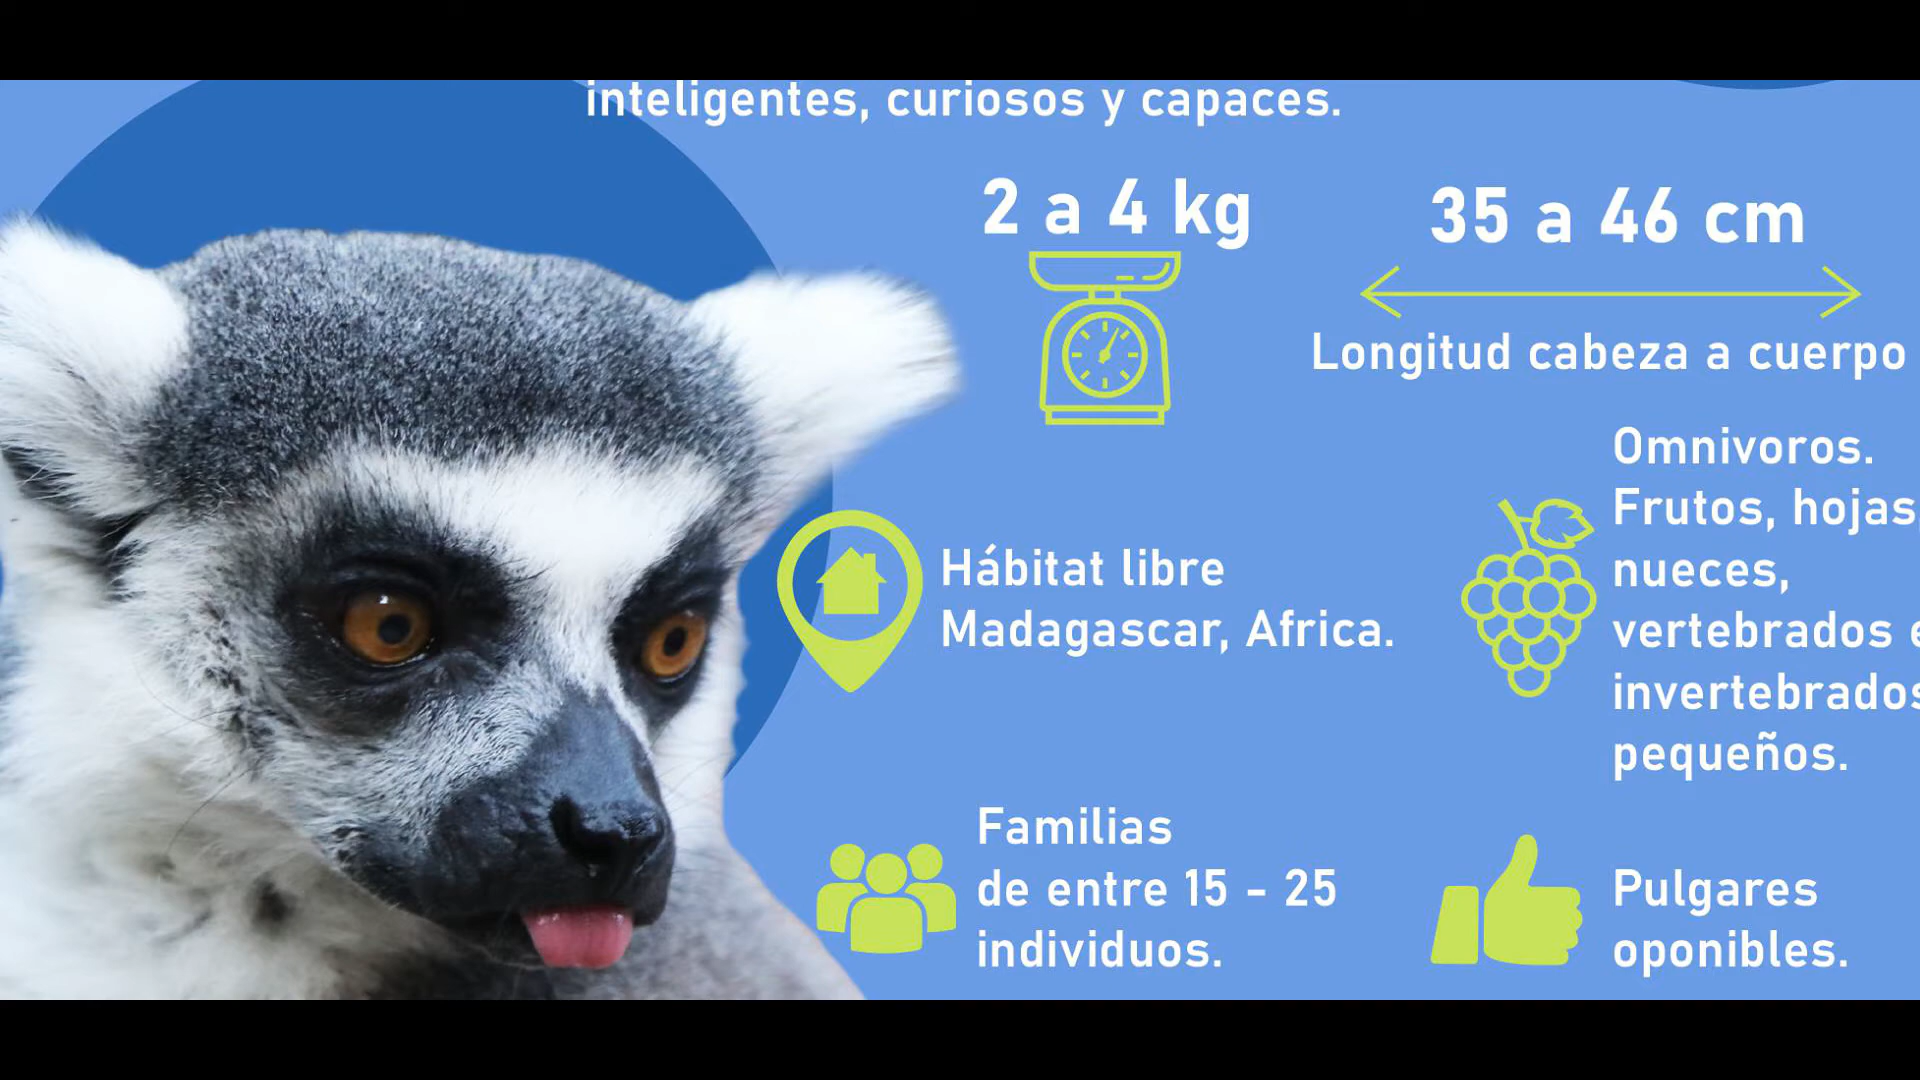 inteligentes, curiosos y capaces.
2 a 4 kg
35 a 46 cm
Longitud cabeza a cuerpo
Hábitat libre
Madagascar, Africa.
Omnivoros.
Frutos, hojas
nueces,
vertebrados e
invertebrados
pequeños.
Familias
de entre 15 - 25
individuos.
Pulgares
oponibles.